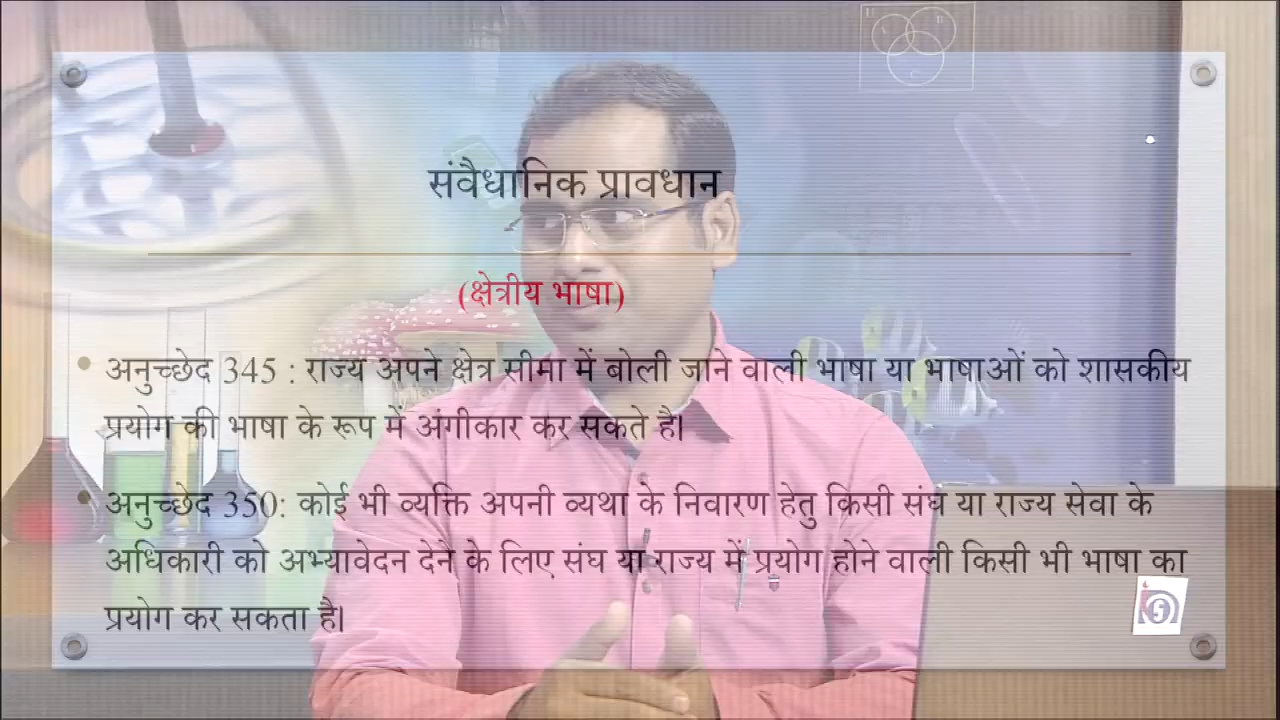 संवैधानिक प्रावधान
(क्षेत्रीय भाषा)
• अनुच्छेद 345 : राज्य अपने क्षेत्र सीमा में बोली जाने वाली भाषा या भाषाओं को शासकीय
प्रयोग की भाषा के रूप में अंगीकार कर सकते है।
• अनुच्छेद 350: कोई भी व्यक्ति अपनी व्यथा के निवारण हेतु किसी संघ या राज्य सेवा के
अधिकारी को अभ्यावेदन देने के लिए संघ या राज्य में प्रयोग होने वाली किसी भी भाषा का
प्रयोग कर सकता है।